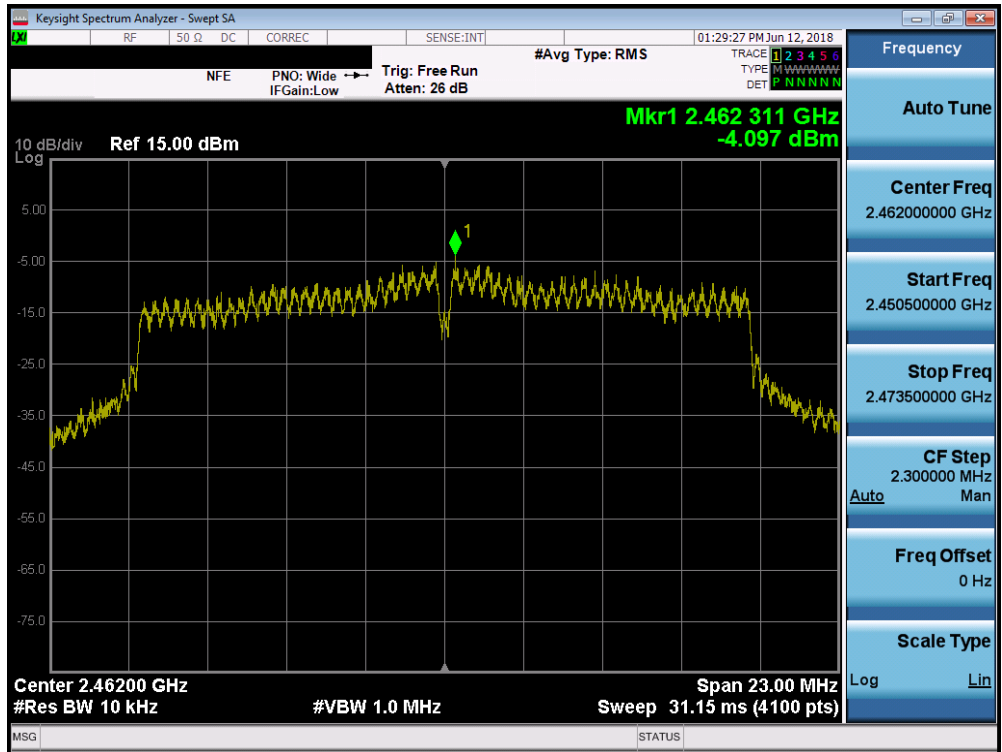 Keysight Spectrum Analyzer - Swept SA
LXI RF 50 Ω DC CORREC SENSE:INT 01:29:27 PM Jun 12, 2018
NFE PNO: Wide Trig: Free Run #Avg Type: RMS TRACE 1 2 3 4 5 6
IFGain:Low Atten: 26 dB TYPE M WWWWW
DET P N N N N N
Mkr1 2.462 311 GHz
-4.097 dBm
10 dB/div Ref 15.00 dBm
Log
1
5.00
-5.00
-15.0
-25.0
-35.0
-45.0
-55.0
-65.0
-75.0
Center 2.46200 GHz Span 23.00 MHz
#Res BW 10 kHz #VBW 1.0 MHz Sweep 31.15 ms (4100 pts)
MSG STATUS
Frequency
Auto Tune
Center Freq
2.462000000 GHz
Start Freq
2.450500000 GHz
Stop Freq
2.473500000 GHz
CF Step
2.300000 MHz
Auto Man
Freq Offset
0 Hz
Scale Type
Log Lin